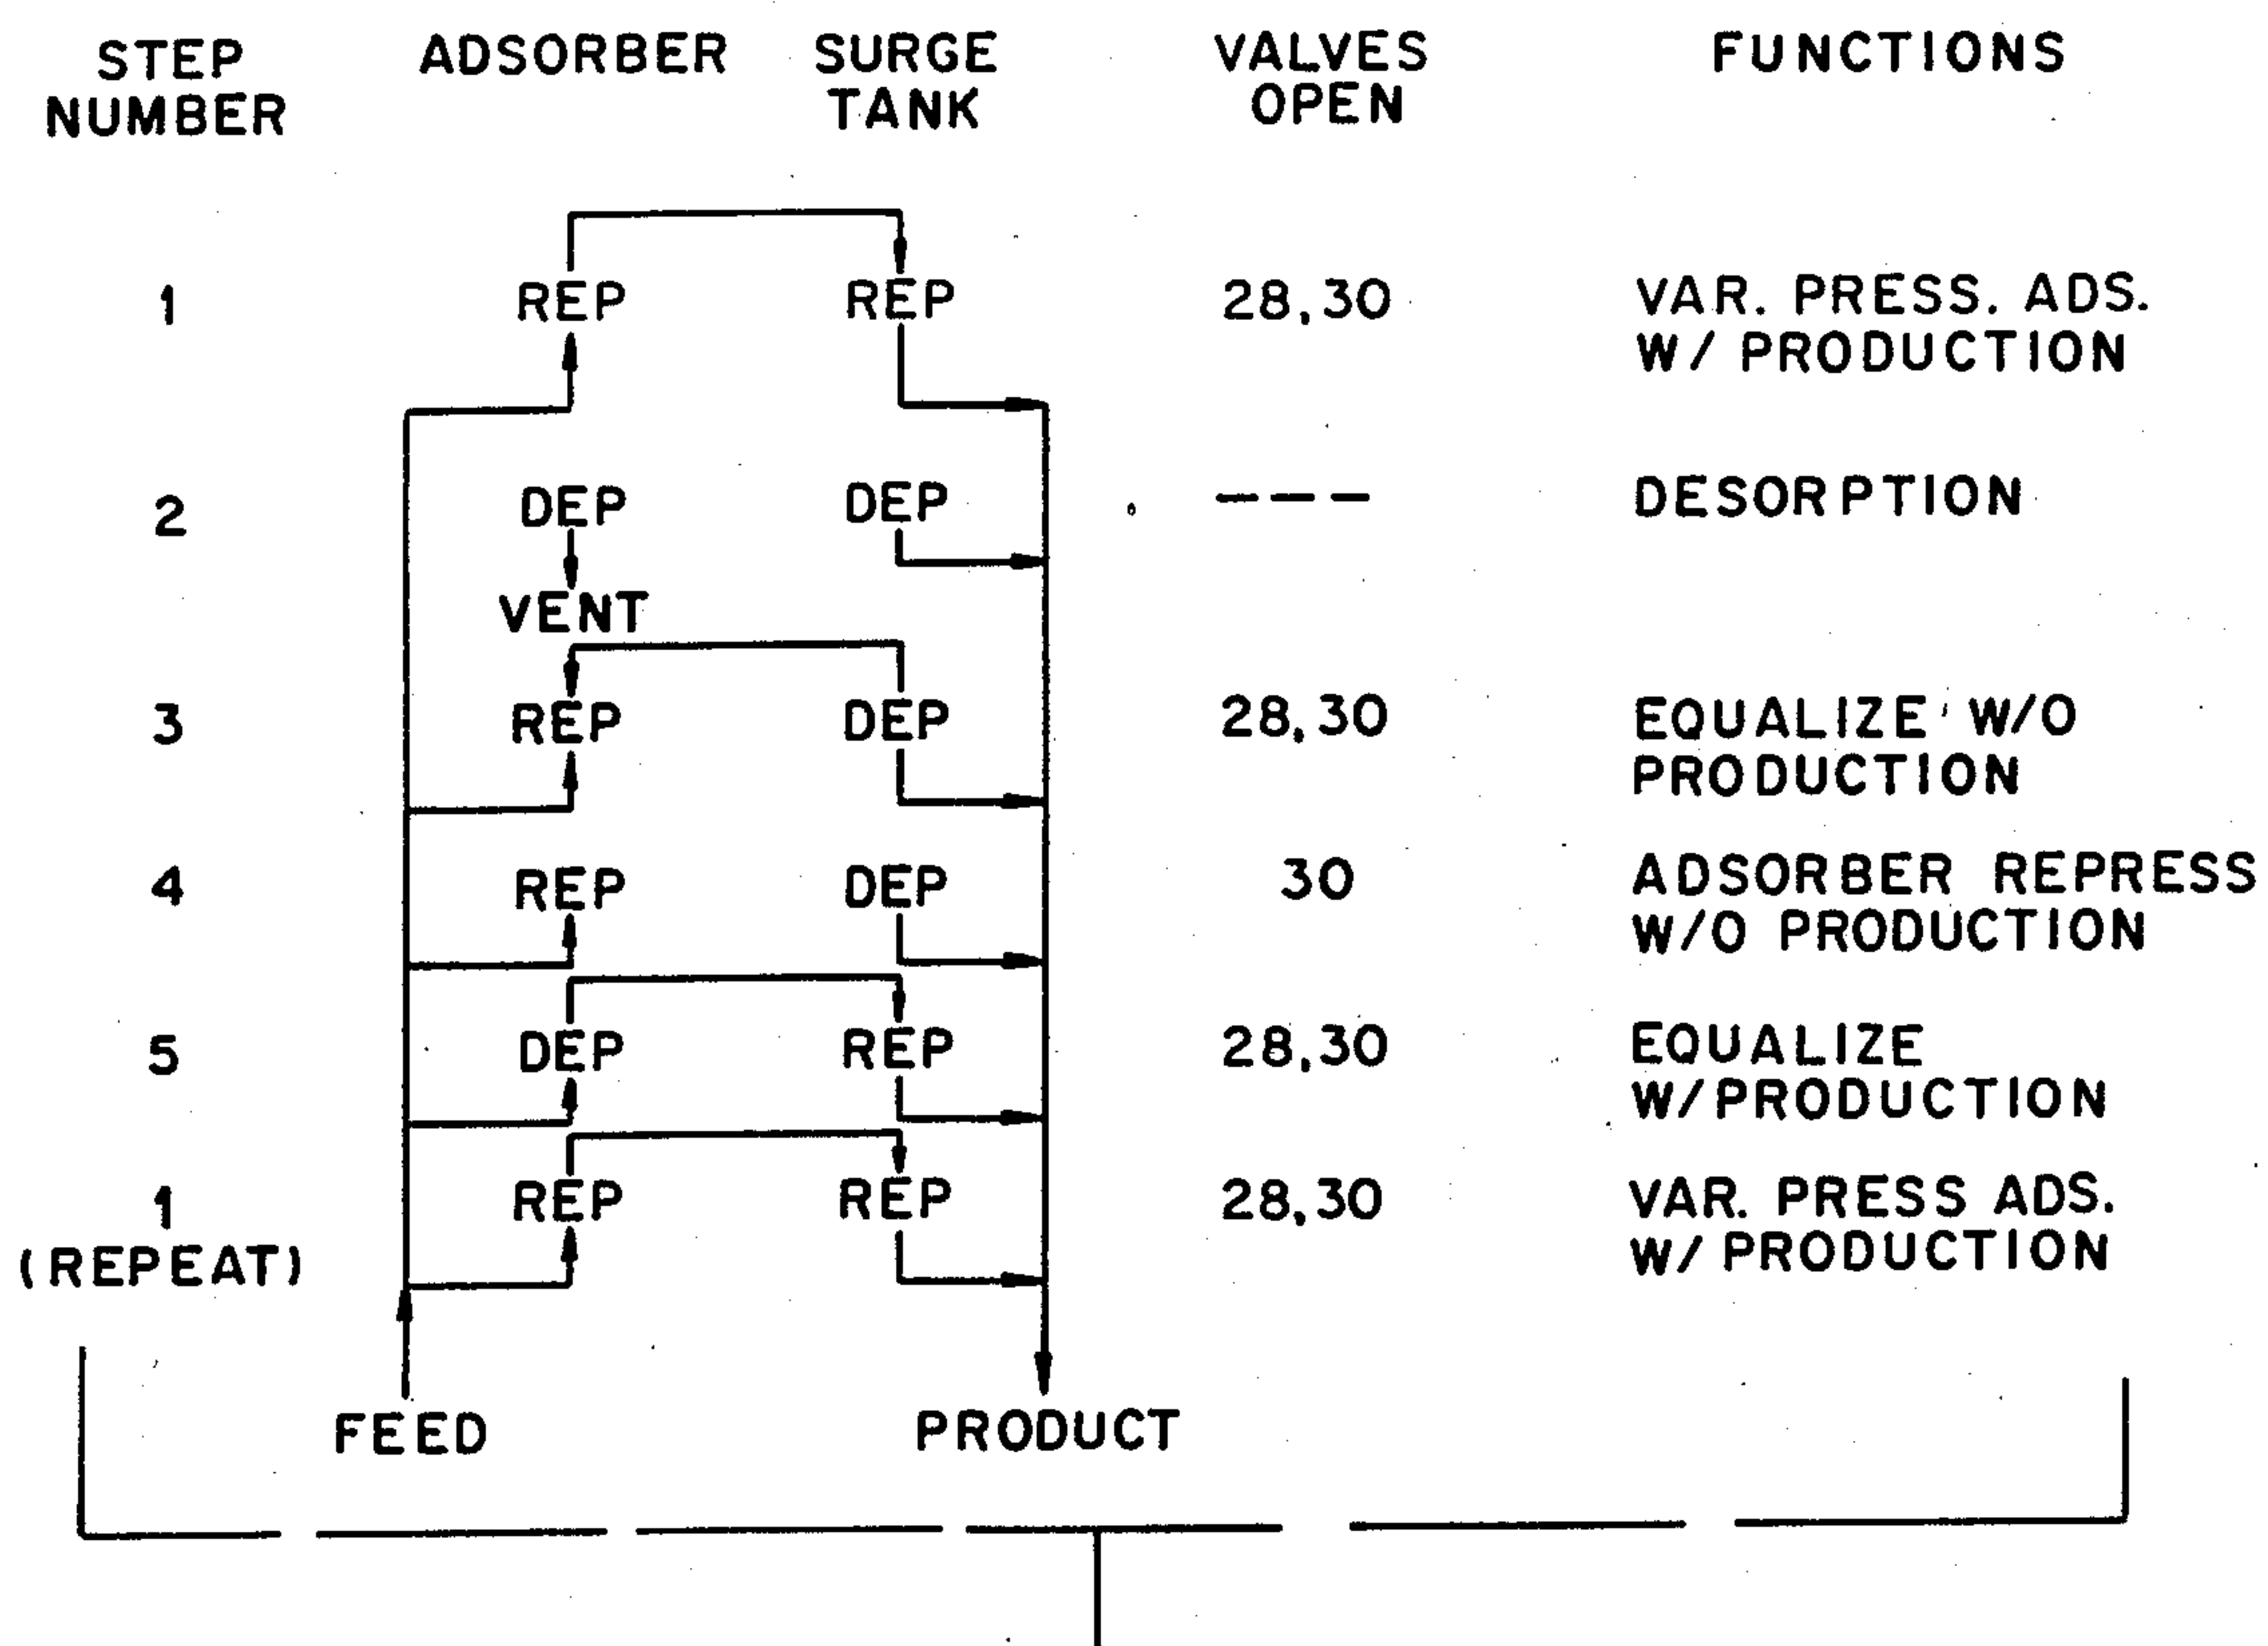 STEP NUMBER ADSORBER SURGE TANK VALVES OPEN FUNCTIONS
1 REP REP 28,30 VAR. PRESS. ADS.
W/ PRODUCTION
2 DEP DEP --- DESORPTION
VENT
3 REP DEP 28,30 EQUALIZE W/O
PRODUCTION
4 REP DEP 30 ADSORBER REPRESS
W/O PRODUCTION
5 DEP REP 28,30 EQUALIZE
W/PRODUCTION
1 REP REP 28,30 VAR. PRESS ADS.
(REPEAT) W/ PRODUCTION
FEED PRODUCT